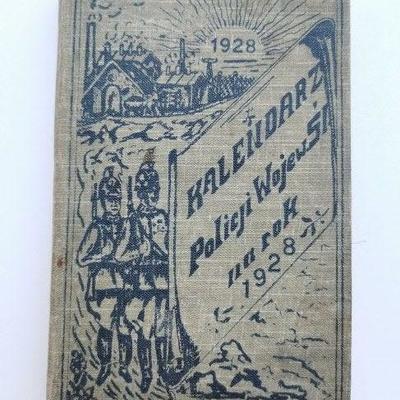 1928
KALENDARZ
Policji Wojew. Śl.
na rok
1928